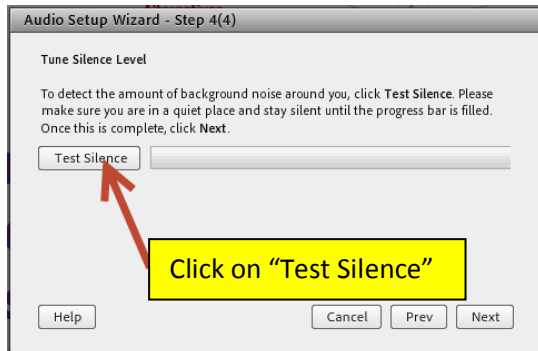 Audio Setup Wizard - Step 4(4)
Tune Silence Level
To detect the amount of background noise around you, click Test Silence. Please
make sure you are in a quiet place and stay silent until the progress bar is filled.
Once this is complete, click Next.
Test Silence
Click on “Test Silence”
Help Cancel Prev Next